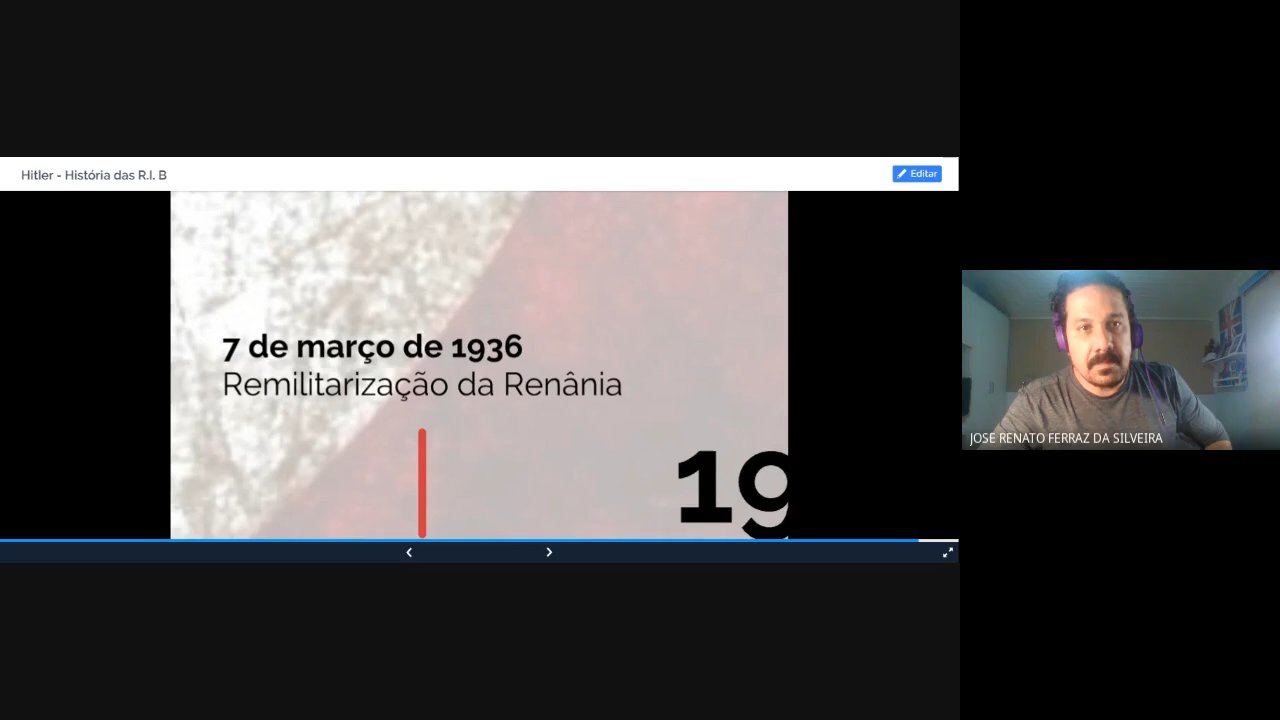 Hitler - História das R.I. B
Editar
7 de março de 1936
Remilitarização da Renânia
19
JOSE RENATO FERRAZ DA SILVEIRA